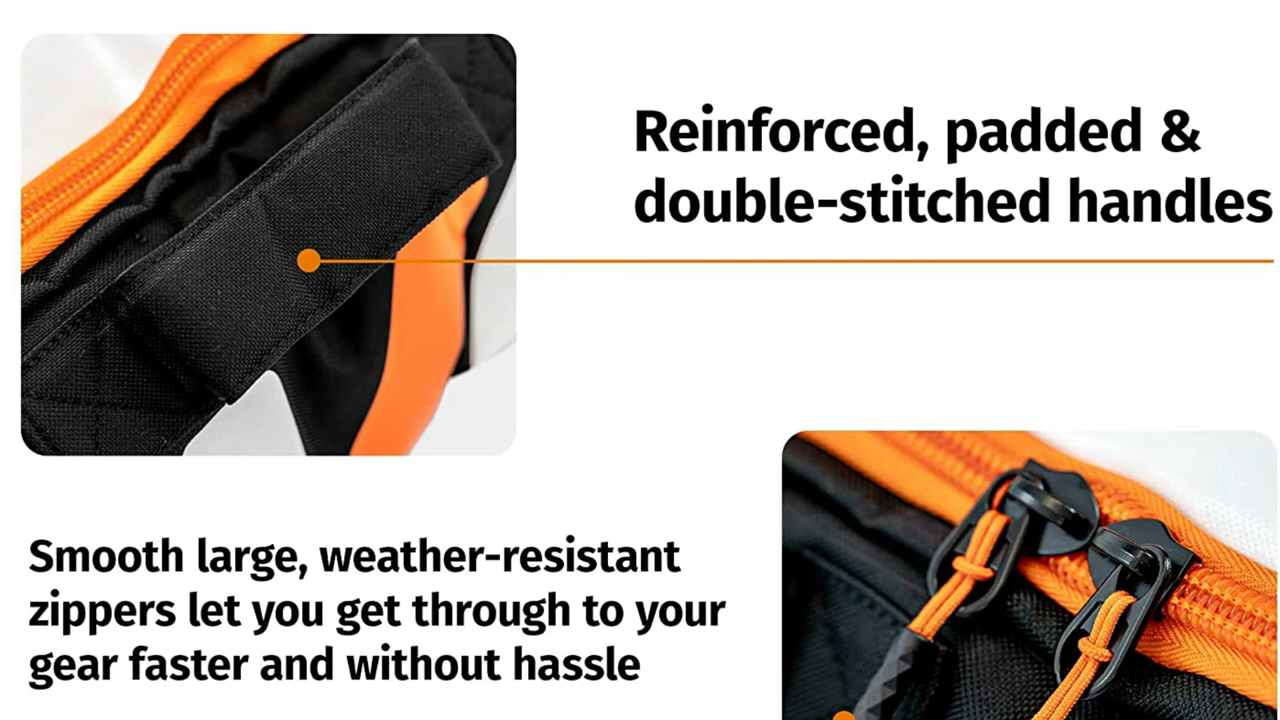 Reinforced, padded &
double-stitched handles
Smooth large, weather-resistant
zippers let you get through to your
gear faster and without hassle